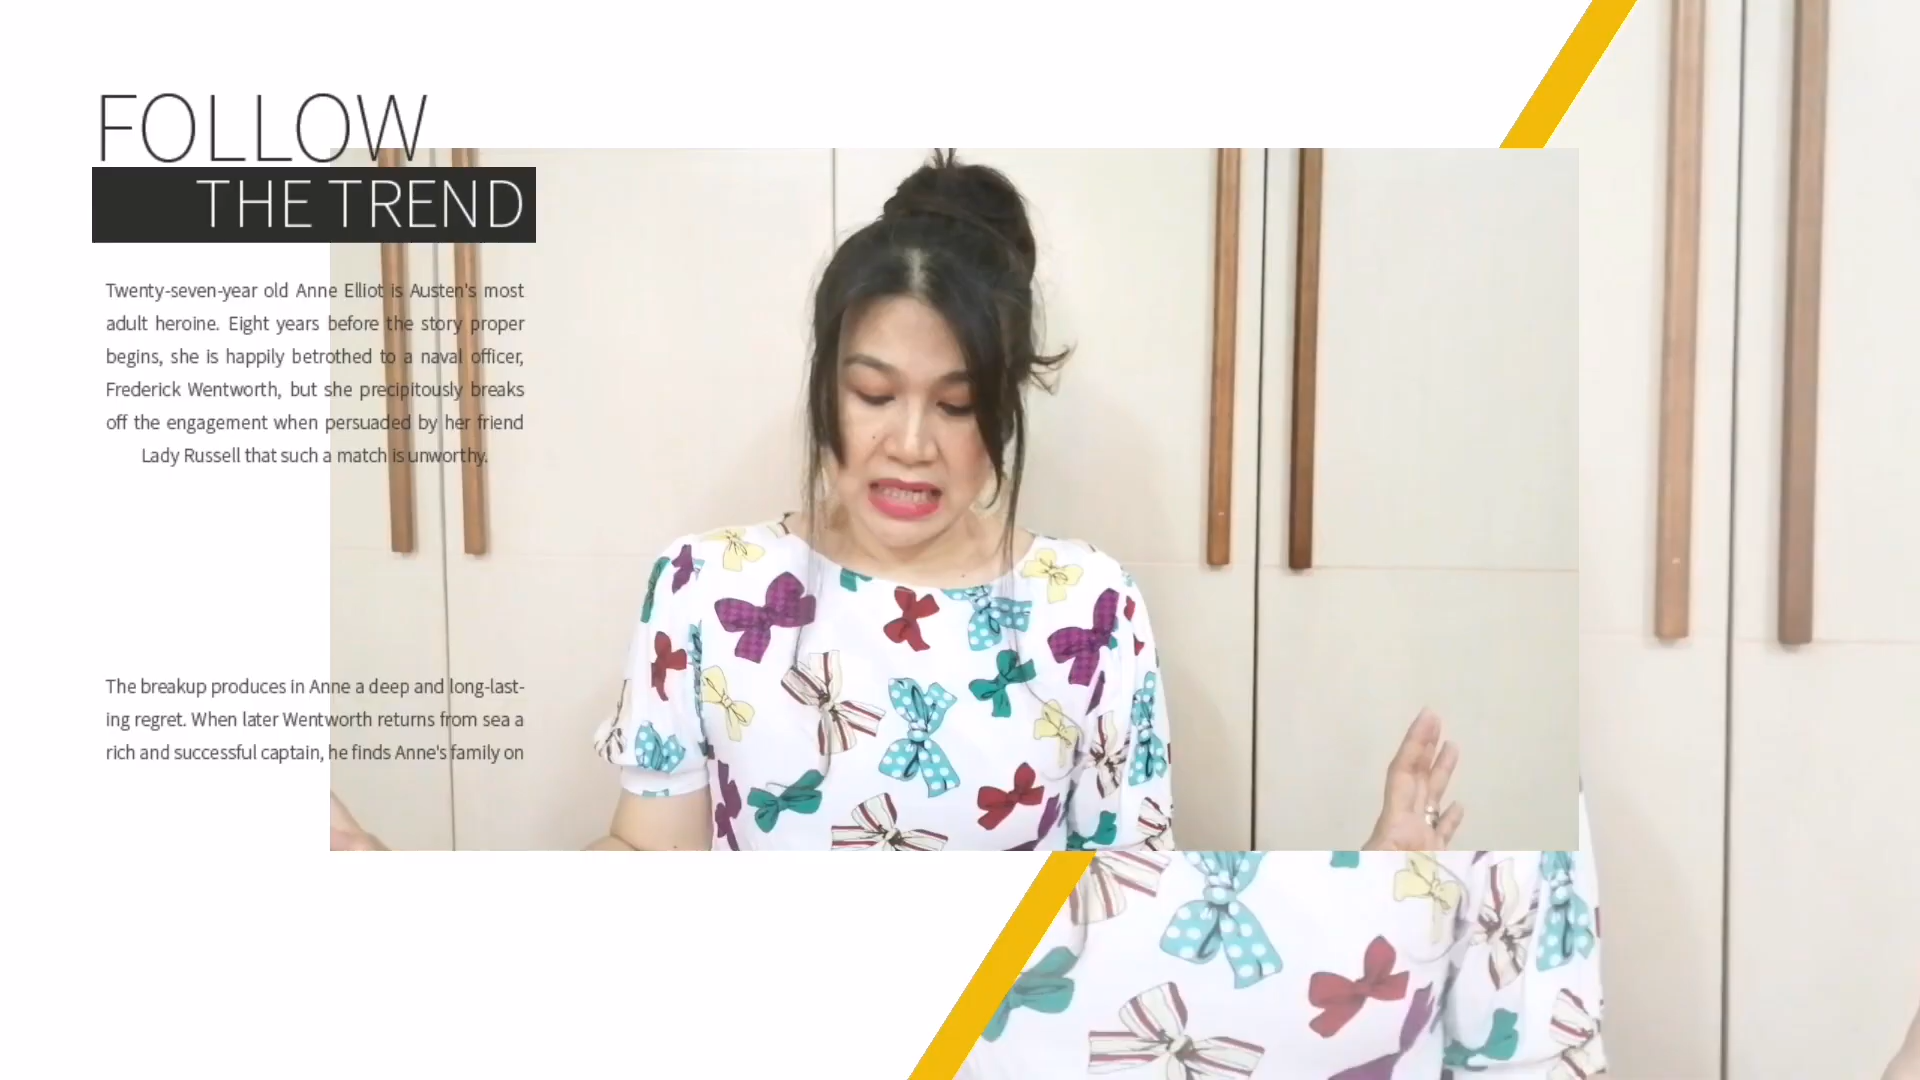 FOLLOW
THE TREND
Twenty-seven-year old Anne Elliot is Austen's most
adult heroine. Eight years before the story proper
begins, she is happily betrothed to a naval officer,
Frederick Wentworth, but she precipitously breaks
off the engagement when persuaded by her friend
Lady Russell that such a match is unworthy.
The breakup produces in Anne a deep and long-last-
ing regret. When later Wentworth returns from sea a
rich and successful captain, he finds Anne's family on